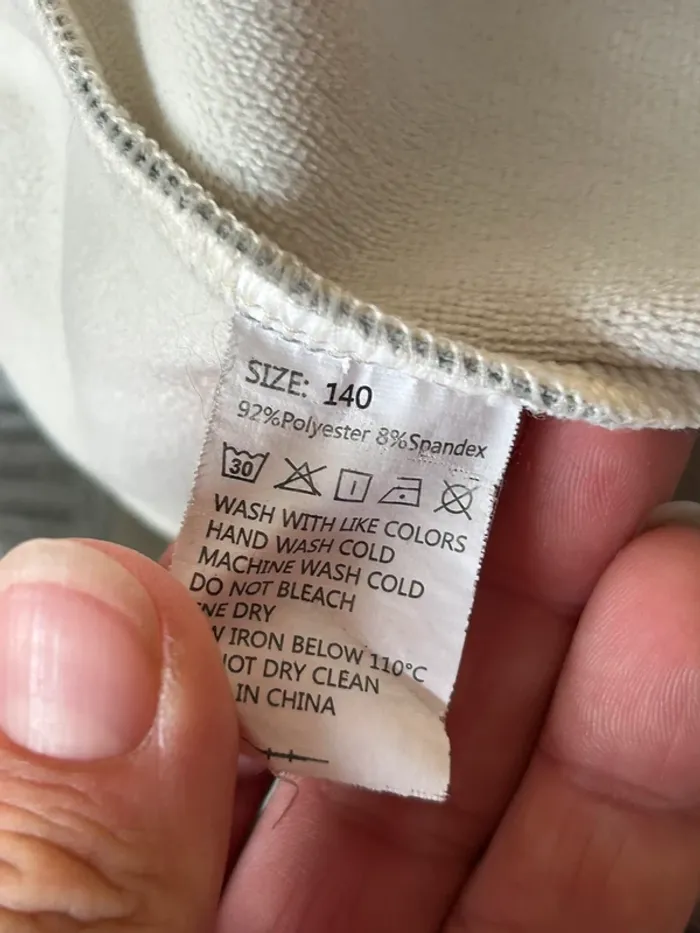 SIZE: 140
92%Polyester 8%Spandex
30
WASH WITH LIKE COLORS
HAND WASH COLD
MACHINE WASH COLD
DO NOT BLEACH
DRY
IRON BELOW 110°C
DRY CLEAN
IN CHINA